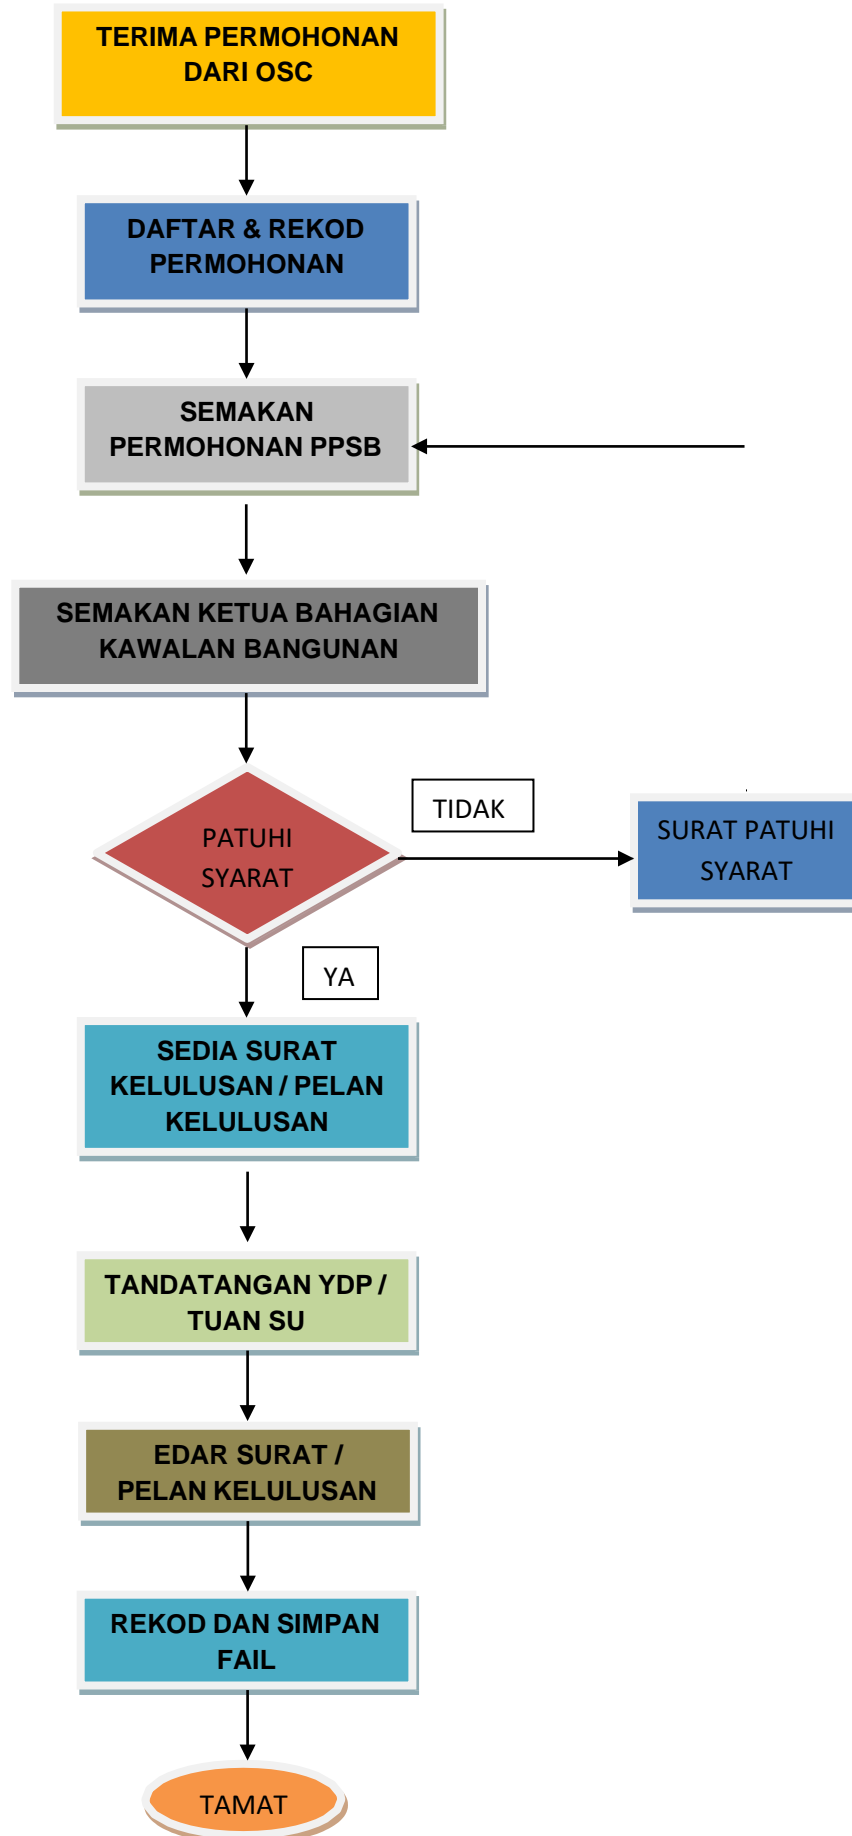 TERIMA PERMOHONAN
DARI OSC
DAFTAR & REKOD
PERMOHONAN
SEMAKAN
PERMOHONAN PPSB
SEMAKAN KETUA BAHAGIAN
KAWALAN BANGUNAN
PATUHI
SYARAT
TIDAK
SURAT PATUHI
SYARAT
YA
SEDIA SURAT
KELULUSAN / PELAN
KELULUSAN
TANDATANGAN YDP /
TUAN SU
EDAR SURAT /
PELAN KELULUSAN
REKOD DAN SIMPAN
FAIL
TAMAT